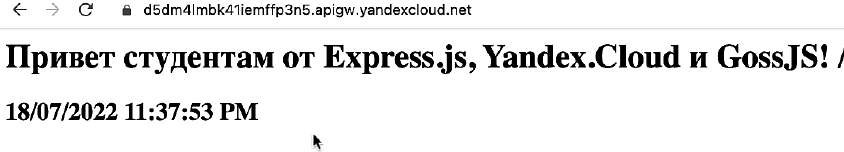 d5dm4lmbk41iemffp3n5.apigw.yandexcloud.net
Привет студентам от Express.js, Yandex.Cloud и GossJS! /
18/07/2022 11:37:53 PM